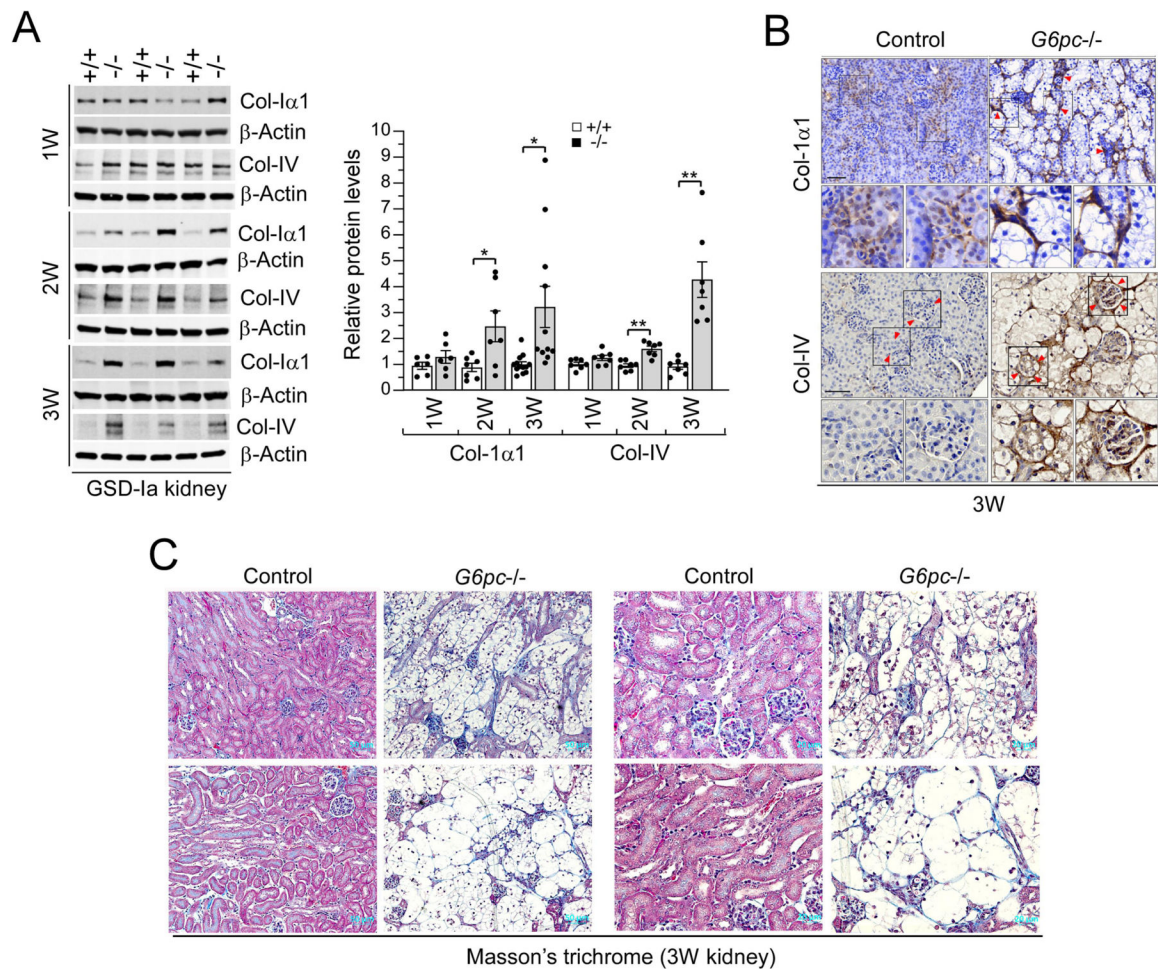 A
+/+ -/- +/+ -/- +/+ -/-
1W
Col-Iα1
β-Actin
Col-IV
β-Actin
2W
Col-Iα1
β-Actin
Col-IV
β-Actin
3W
Col-Iα1
β-Actin
Col-IV
β-Actin
GSD-Ia kidney
Relative protein levels
10
9
8
7
6
5
4
3
2
1
0
+/+
-/-
* * ** **
1W 2W 3W 1W 2W 3W
Col-1α1 Col-IV
B
Control G6pc-/-
Col-1α1
Col-IV
3W
C
Control G6pc-/- Control G6pc-/-
Masson's trichrome (3W kidney)